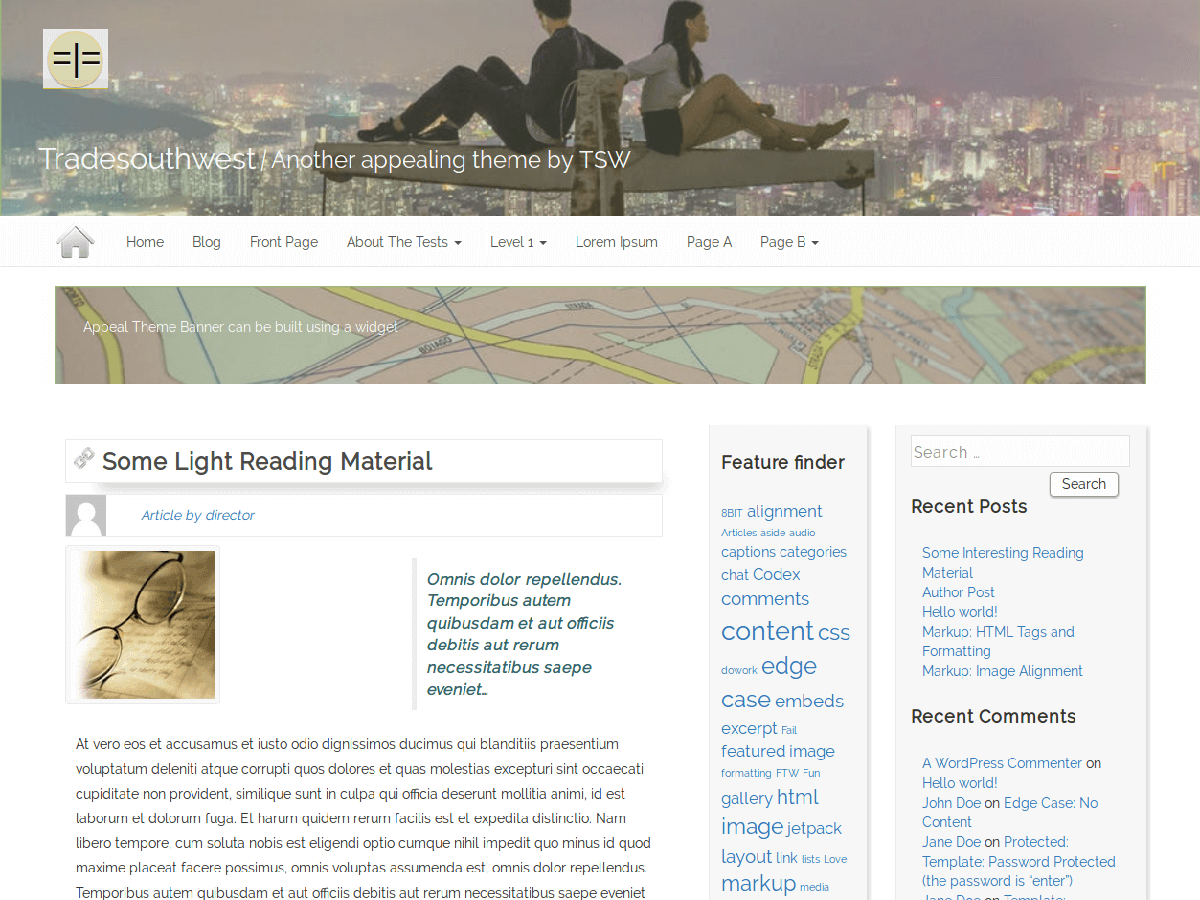 =|=
Tradesouthwest / Another appealing theme by TSW
Home Blog Front Page About The Tests Level 1 Lorem Ipsum Page A Page B
STRADA
BOTAGO
STRADA
Appeal Theme Banner can be built using a widget
Some Light Reading Material
Article by director
Omnis dolor repellendus.
Temporibus autem
quibusdam et aut officiis
debitis aut rerum
necessitatibus saepe
eveniet…
At vero eos et accusamus et iusto odio dignissimos ducimus qui blanditiis praesentium
voluptatum deleniti atque corrupti quos dolores et quas molestias excepturi sint occaecati
cupiditate non provident, similique sunt in culpa qui officia deserunt mollitia animi, id est
laborum et dolorum fuga. Et harum quidem rerum facilis est et expedita distinctio. Nam
libero tempore, cum soluta nobis est eligendi optio cumque nihil impedit quo minus id quod
maxime placeat facere possimus, omnis voluptas assumenda est, omnis dolor repellendus.
Temporibus autem quibusdam et aut officiis debitis aut rerum necessitatibus saepe eveniet
Feature finder
8BIT alignment
Articles aside audio
captions categories
chat Codex
comments
content css
dowork edge
case embeds
excerpt Fail
featured image
formatting FTW Fun
gallery html
image jetpack
layout link lists Love
markup media
Search …
Search
Recent Posts
Some Interesting Reading
Material
Author Post
Hello world!
Markup: HTML Tags and
Formatting
Markup: Image Alignment
Recent Comments
A WordPress Commenter on
Hello world!
John Doe on Edge Case: No
Content
Jane Doe on Protected:
Template: Password Protected
(the password is “enter”)
Jane Doe on Template: